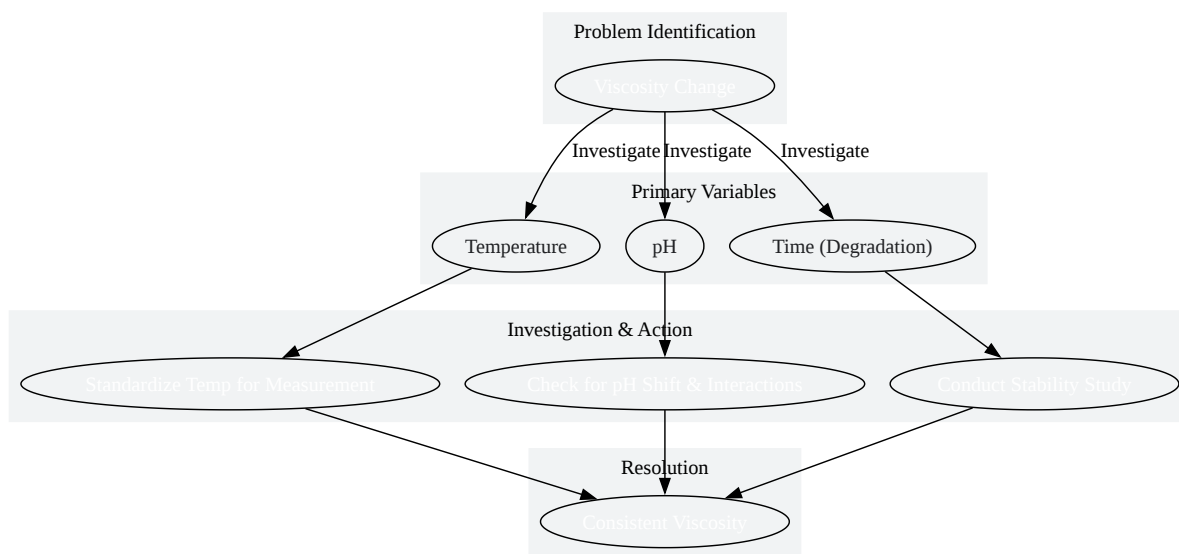 Problem Identification
Viscosity Change
Investigate
Investigate
Investigate
Primary Variables
Temperature
pH
Time (Degradation)
Investigation & Action
Standardize Temp for Measurement
Check for pH Shift & Interactions
Conduct Stability Study
Resolution
Consistent Viscosity